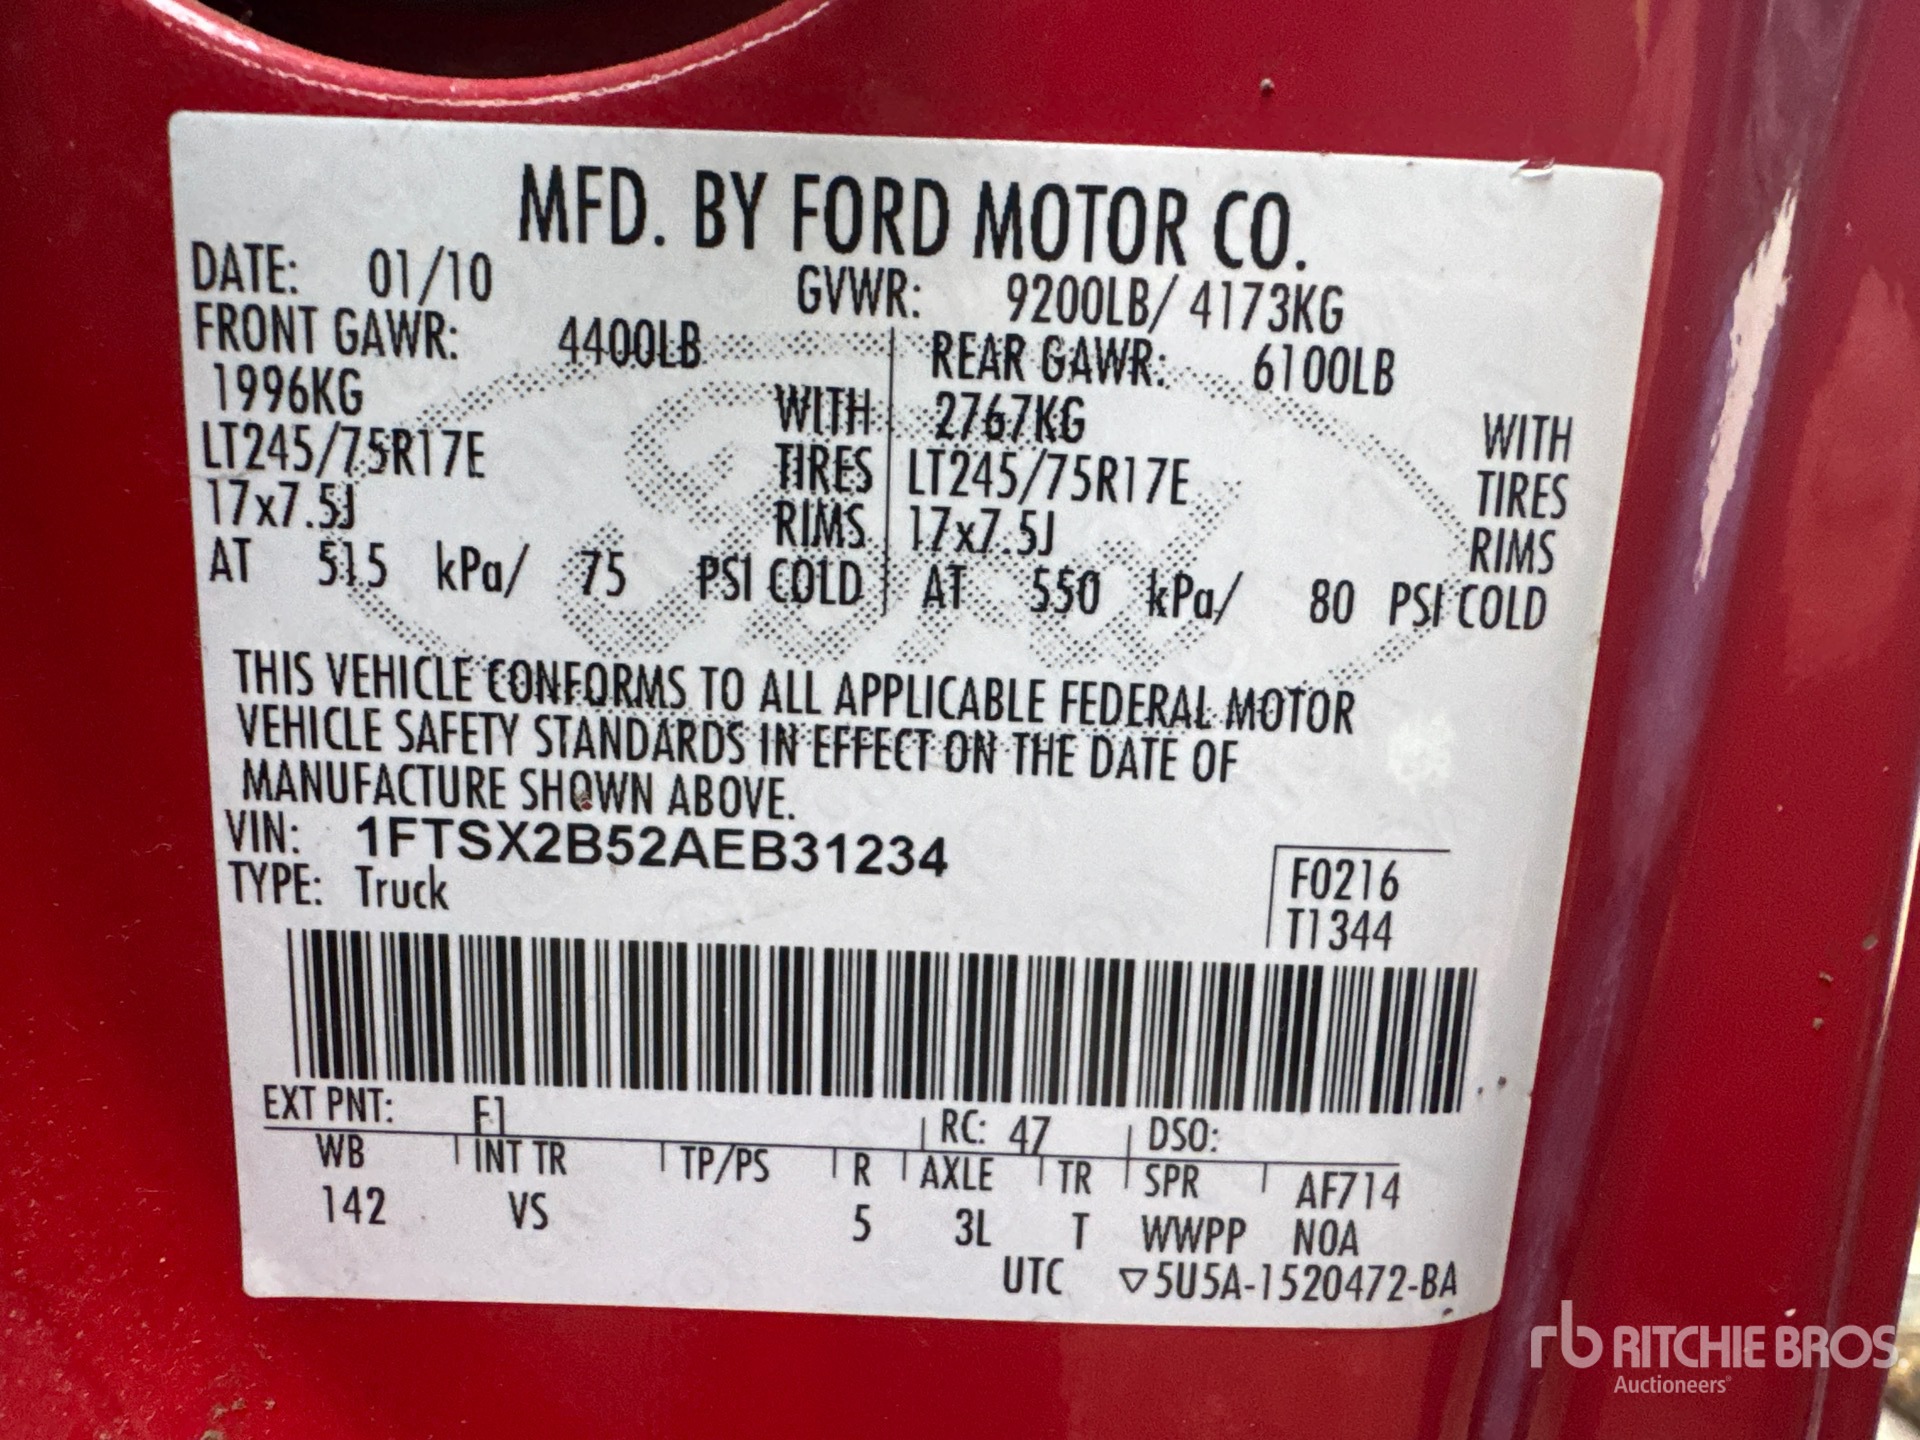 MFD. BY FORD MOTOR CO.
DATE: 01/10 GVWR: 9200LB/ 4173KG
FRONT GAWR: 4400LB REAR GAWR: 6100LB
1996KG WITH 2767KG WITH
LT245/75R17E TIRES LT245/75R17E TIRES
17x7.5J RIMS 17x7.5J RIMS
AT 515 kPa/ 75 PSI COLD AT 550 kPa/ 80 PSI COLD
THIS VEHICLE CONFORMS TO ALL APPLICABLE FEDERAL MOTOR
VEHICLE SAFETY STANDARDS IN EFFECT ON THE DATE OF
MANUFACTURE SHOWN ABOVE.
VIN: 1FTSX2B52AEB31234
TYPE: Truck
F0216
T1344
EXT PNT: F1 RC: 47 DSO:
WB INT TR TP/PS R AXLE TR SPR AF714
142 VS 5 3L T WWPP NOA
UTC ▽5U5A-1520472-BA
rb RITCHIE BROS
Auctioneers®